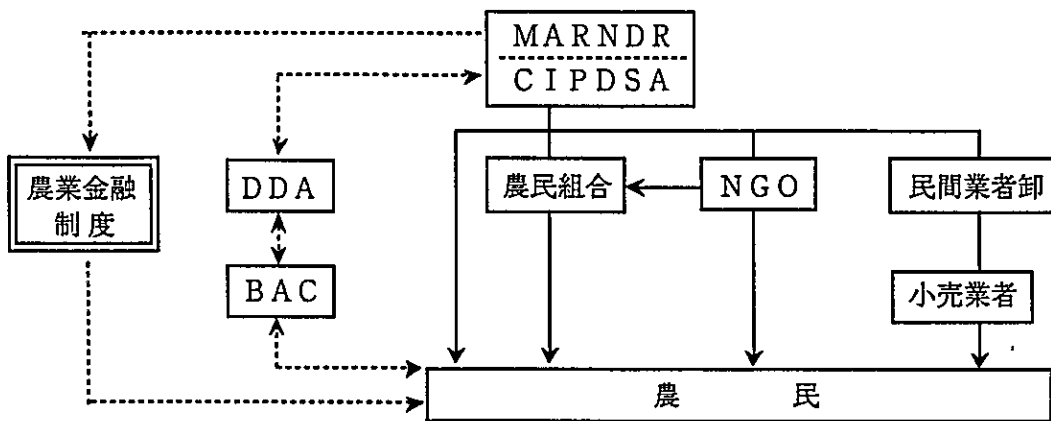 MARNDR
CIPDSA
農業金融
制度
DDA
農民組合
NGO
民間業者卸
BAC
小売業者
農民